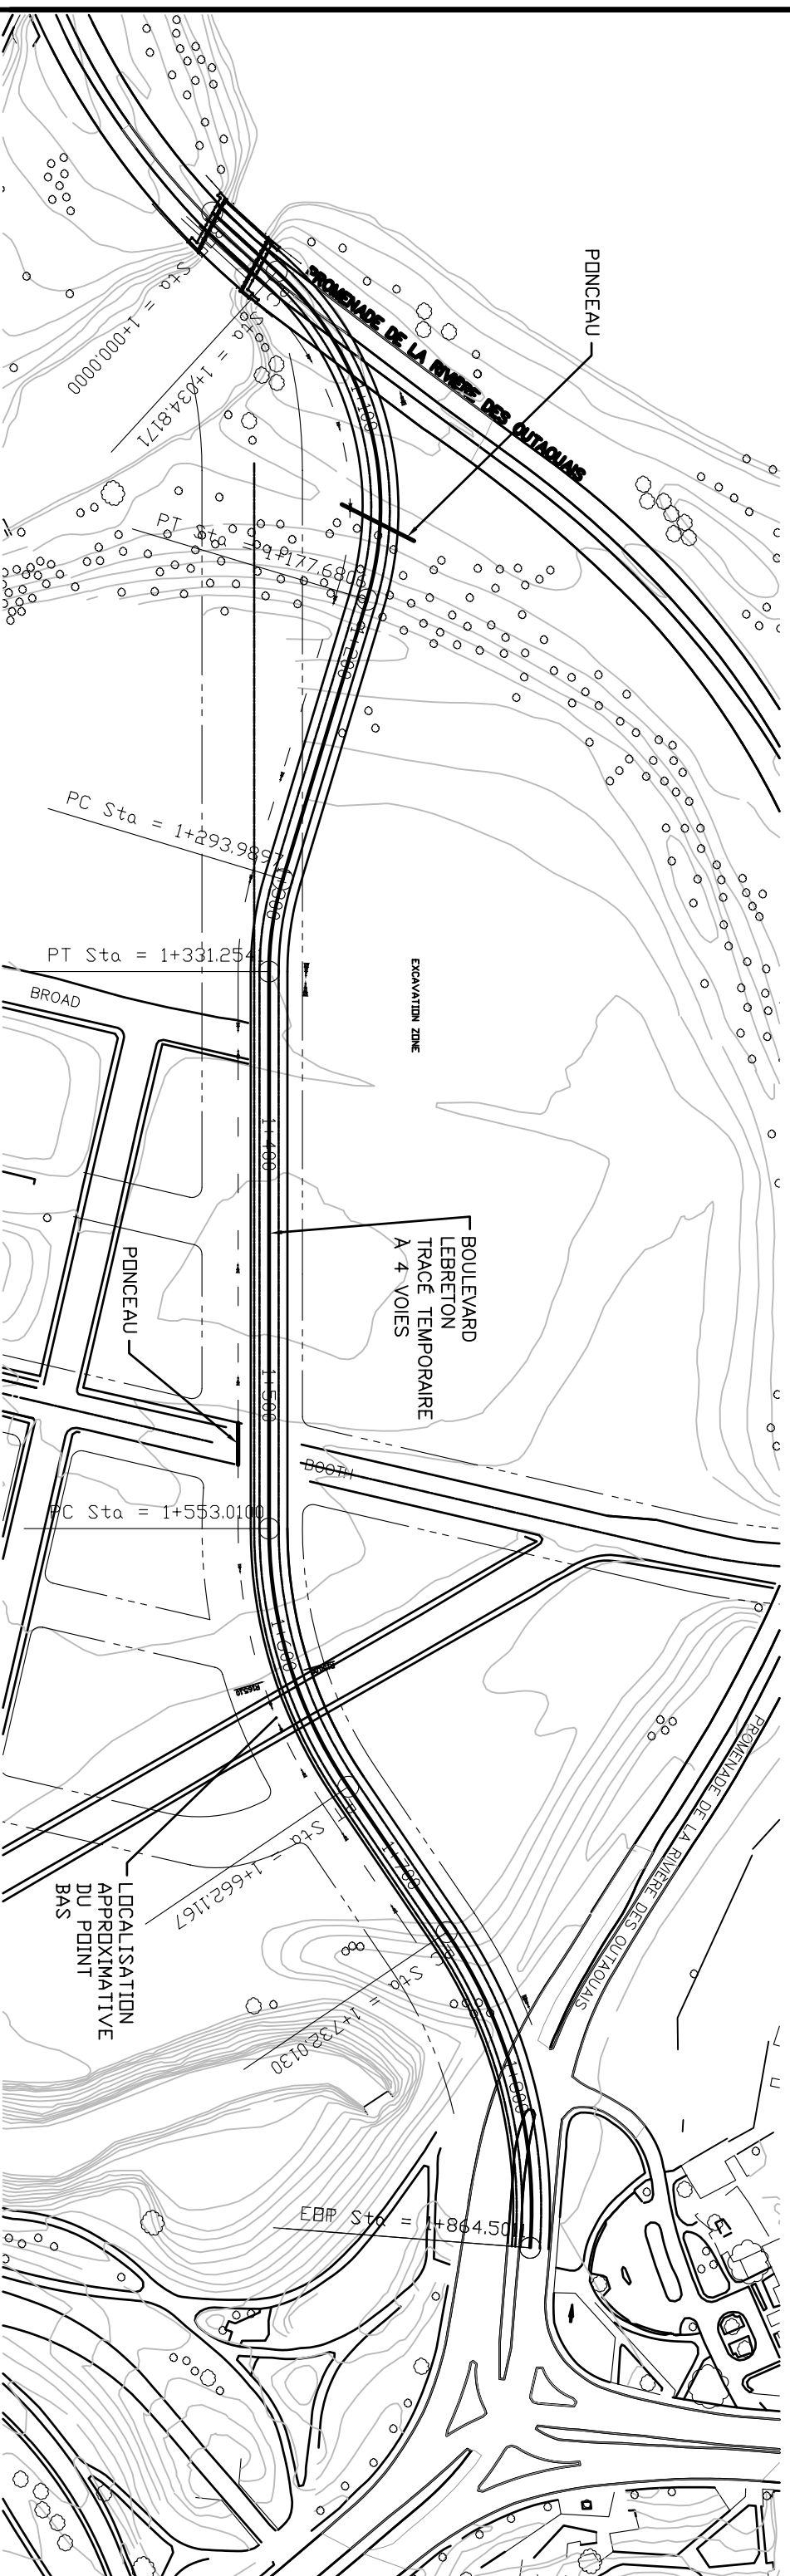 PONCEAU
PROMENADE DE LA RIVIÈRE DES OUTAOUAIS
Sta = 1+000.0000
Sta = 1+034.8171
1+100
PT Sta = 1+177.6806
1+200
PC Sta = 1+293.9897
1+300
PT Sta = 1+331.2541
BROAD
EXCAVATION ZONE
1+400
BOULEVARD
LEBRETON
TRACÉ TEMPORAIRE
À 4 VOIES
PONCEAU
1+500
BOOTH
PC Sta = 1+553.0100
1+600
PROMENADE DE LA RIVIÈRE DES OUTAOUAIS
PT Sta = 1+662.1167
1+700
LOCALISATION
APPROXIMATIVE
DU POINT
BAS
PC Sta = 1+732.0130
1+800
Sta = 1+864.50